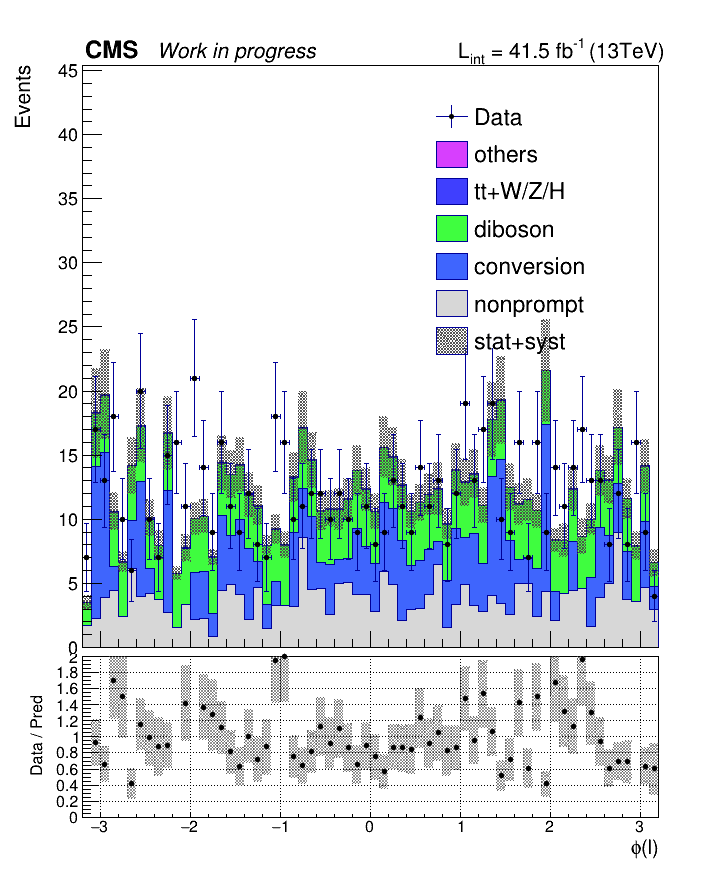 CMS Work in progress L_int = 41.5 fb^-1 (13TeV)
Events
45
40
35
30
25
20
15
10
5
0
Data
others
tt+W/Z/H
diboson
conversion
nonprompt
stat+syst
Data / Pred
2
1.8
1.6
1.4
1.2
1
0.8
0.6
0.4
0.2
0
−3 −2 −1 0 1 2 3
ϕ(l)